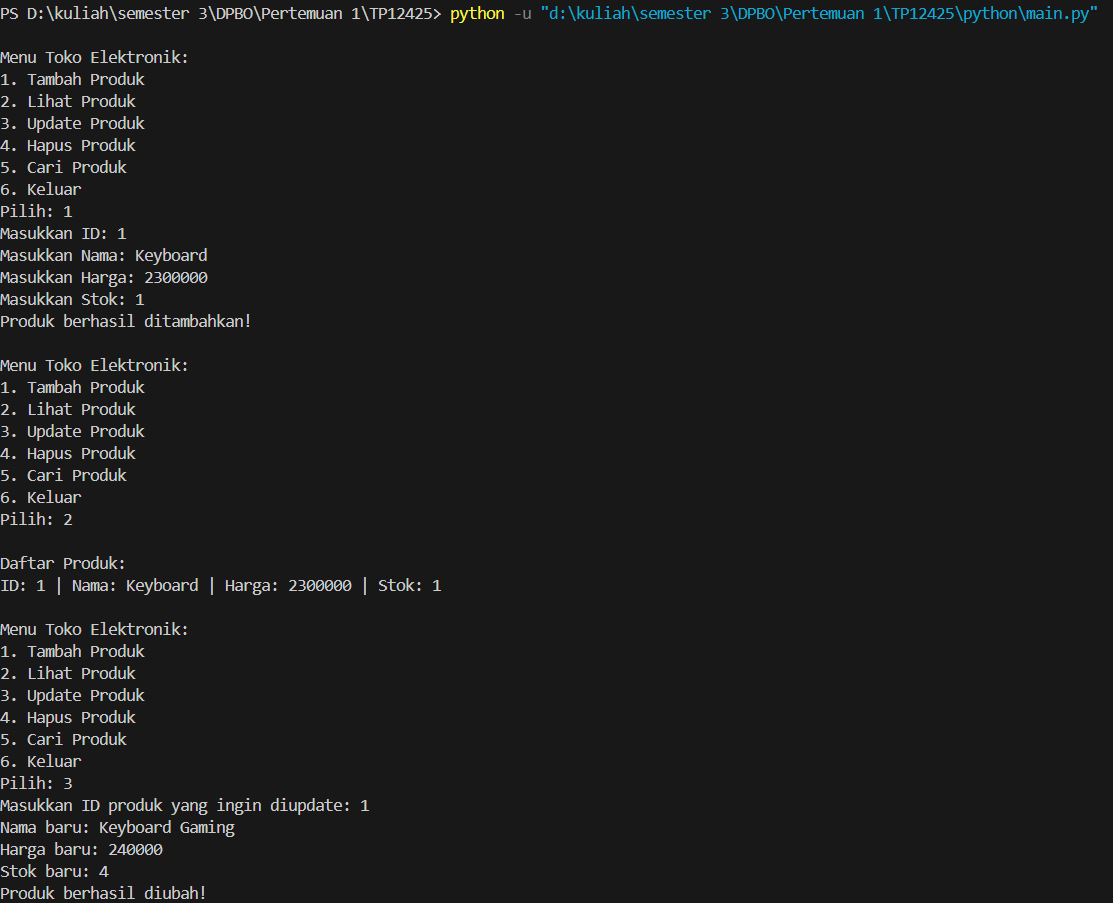 PS D:\kuliah\semester 3\DPBO\Pertemuan 1\TP12425> python -u "d:\kuliah\semester 3\DPBO\Pertemuan 1\TP12425\python\main.py"
Menu Toko Elektronik:
1. Tambah Produk
2. Lihat Produk
3. Update Produk
4. Hapus Produk
5. Cari Produk
6. Keluar
Pilih: 1
Masukkan ID: 1
Masukkan Nama: Keyboard
Masukkan Harga: 2300000
Masukkan Stok: 1
Produk berhasil ditambahkan!
Menu Toko Elektronik:
1. Tambah Produk
2. Lihat Produk
3. Update Produk
4. Hapus Produk
5. Cari Produk
6. Keluar
Pilih: 2
Daftar Produk:
ID: 1 | Nama: Keyboard | Harga: 2300000 | Stok: 1
Menu Toko Elektronik:
1. Tambah Produk
2. Lihat Produk
3. Update Produk
4. Hapus Produk
5. Cari Produk
6. Keluar
Pilih: 3
Masukkan ID produk yang ingin diupdate: 1
Nama baru: Keyboard Gaming
Harga baru: 240000
Stok baru: 4
Produk berhasil diubah!